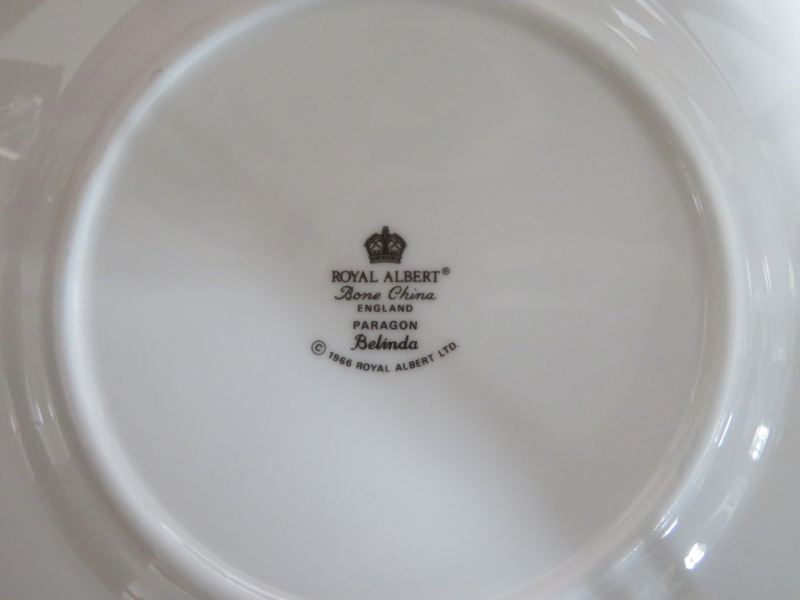 ROYAL ALBERT®
Bone China
ENGLAND
PARAGON
Belinda
© 1966 ROYAL ALBERT LTD.